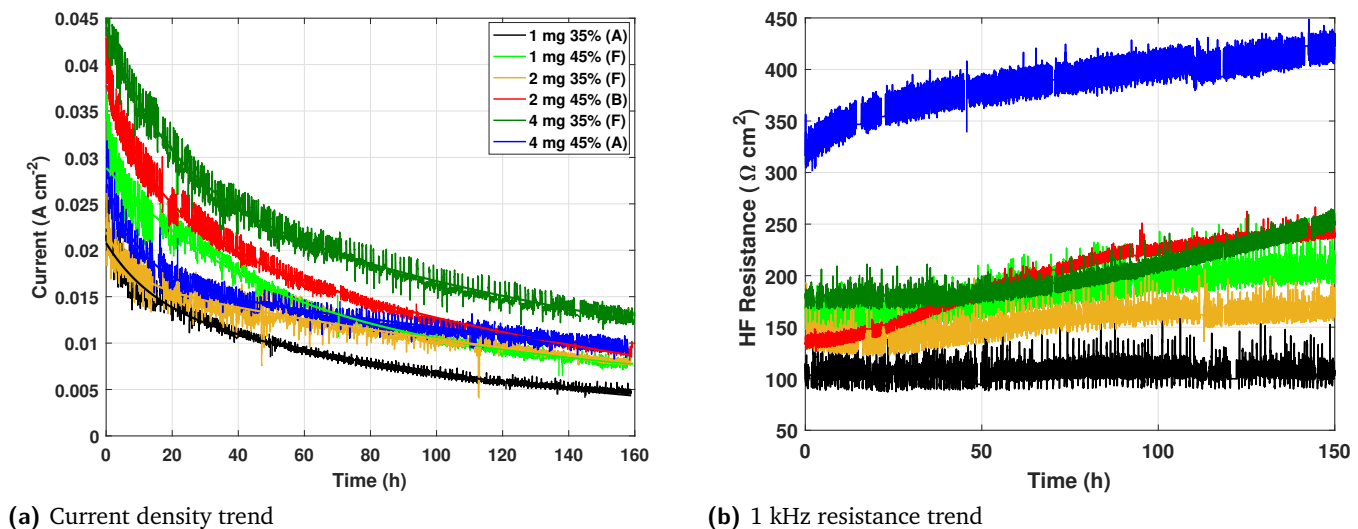 0.045
0.04
0.035
0.03
0.025
0.02
0.015
0.01
0.005
0
Current (A cm-2)
0 20 40 60 80 100 120 140 160
Time (h)
1 mg 35% (A)
1 mg 45% (F)
2 mg 35% (F)
2 mg 45% (B)
4 mg 35% (F)
4 mg 45% (A)
(a) Current density trend
450
400
350
300
250
200
150
100
50
HF Resistance ( Ω cm2)
0 50 100 150
Time (h)
(b) 1 kHz resistance trend